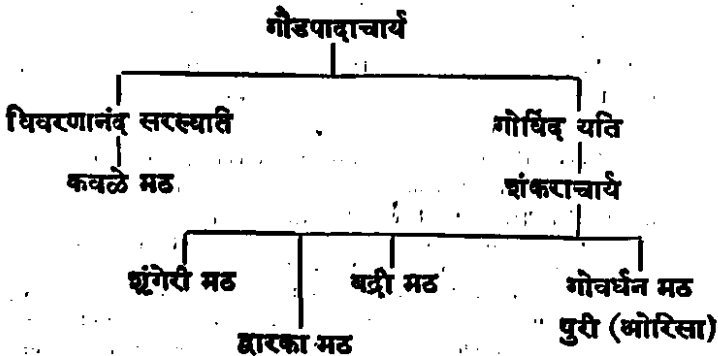 गौडपादाचार्य
विवरणानंद सरस्वति
गोविंद यति
कवळे मठ
शंकराचार्य
शृंगेरी मठ
बद्री मठ
गोवर्धन मठ
पुरी (ओरिसा)
द्वारका मठ